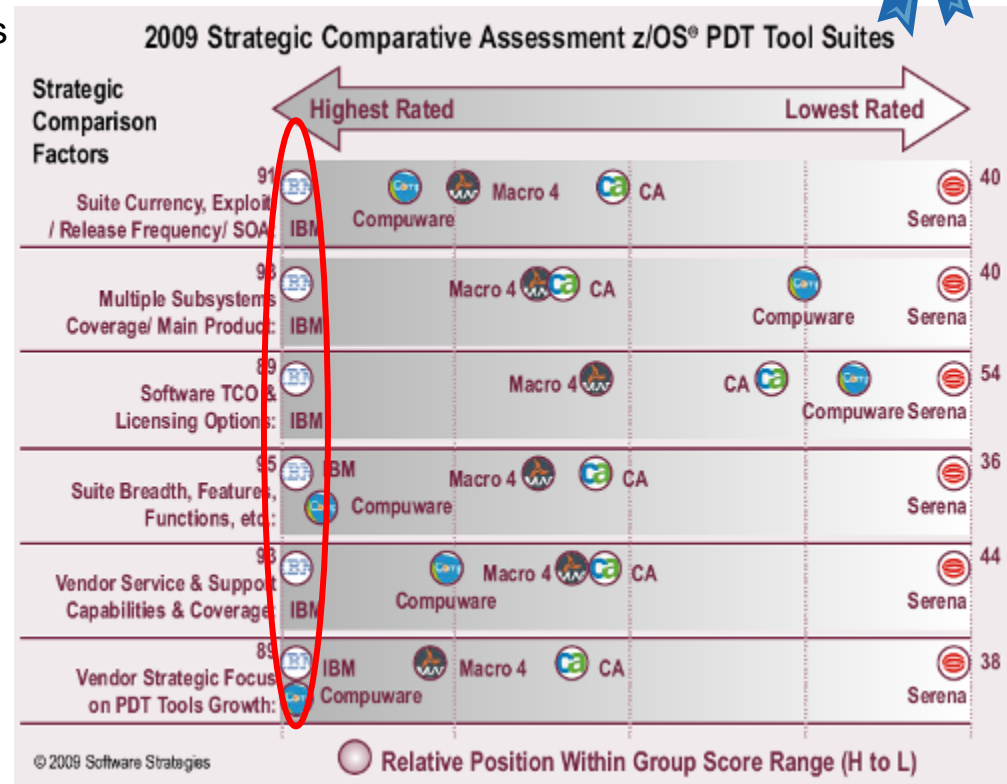 s
2009 Strategic Comparative Assessment z/OS® PDT Tool Suites
Strategic
Comparison
Factors
Highest Rated
Lowest Rated
91
Suite Currency, Exploit
/ Release Frequency/ SOA:
IBM
Compuware
Macro 4
CA
Serena
40
93
Multiple Subsystems
Coverage/ Main Product:
IBM
Macro 4
CA
Compuware
Serena
40
89
Software TCO &
Licensing Options:
IBM
Macro 4
CA
Compuware
Serena
54
95
Suite Breadth, Features,
Functions, etc.:
IBM
Compuware
Macro 4
CA
Serena
36
93
Vendor Service & Support
Capabilities & Coverage:
IBM
Compuware
Macro 4
CA
Serena
44
89
Vendor Strategic Focus
on PDT Tools Growth:
IBM
Compuware
Macro 4
CA
Serena
38
© 2009 Software Strategies
Relative Position Within Group Score Range (H to L)